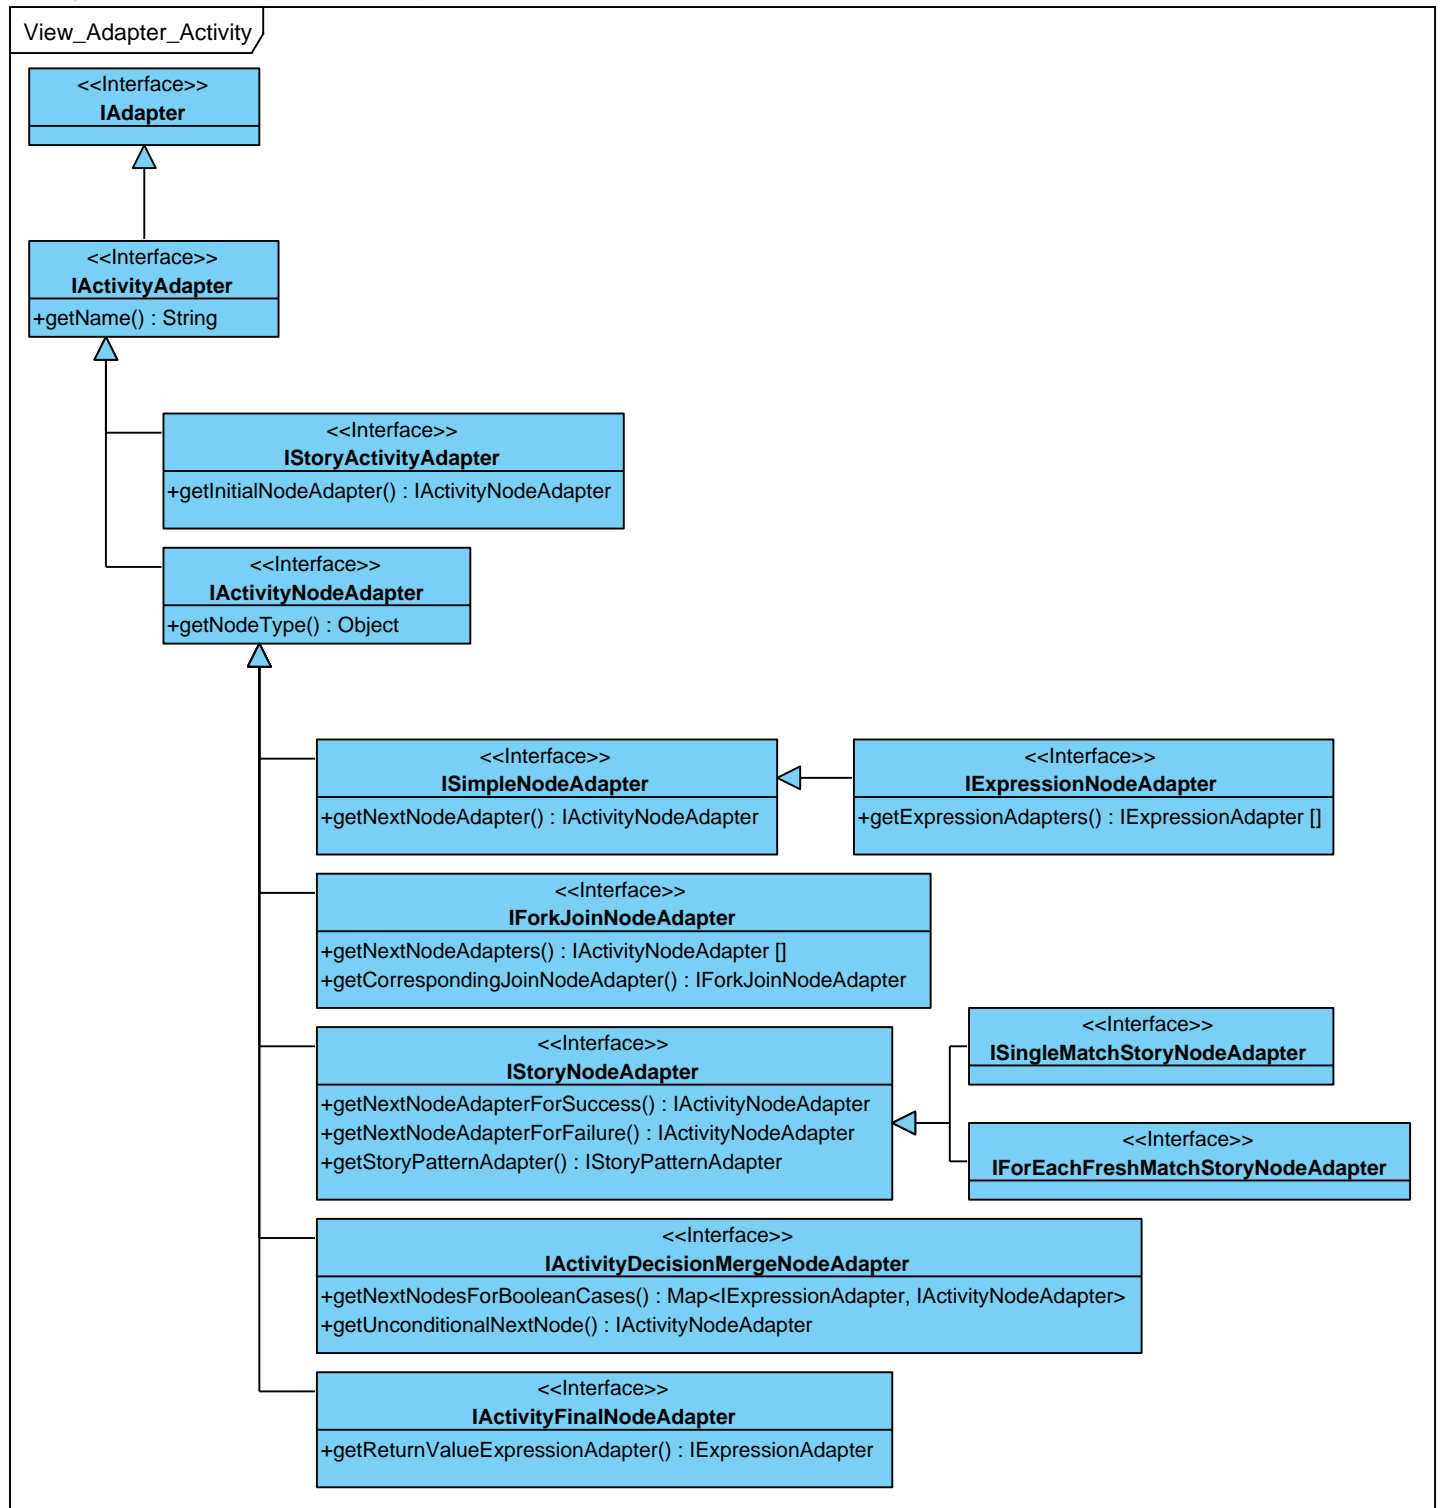 View_Adapter_Activity
<<Interface>>
IAdapter
<<Interface>>
IActivityAdapter
+getName() : String
<<Interface>>
IStoryActivityAdapter
+getInitialNodeAdapter() : IActivityNodeAdapter
<<Interface>>
IActivityNodeAdapter
+getNodeType() : Object
<<Interface>>
ISimpleNodeAdapter
+getNextNodeAdapter() : IActivityNodeAdapter
<<Interface>>
IExpressionNodeAdapter
+getExpressionAdapters() : IExpressionAdapter []
<<Interface>>
IForkJoinNodeAdapter
+getNextNodeAdapters() : IActivityNodeAdapter []
+getCorrespondingJoinNodeAdapter() : IForkJoinNodeAdapter
<<Interface>>
IStoryNodeAdapter
+getNextNodeAdapterForSuccess() : IActivityNodeAdapter
+getNextNodeAdapterForFailure() : IActivityNodeAdapter
+getStoryPatternAdapter() : IStoryPatternAdapter
<<Interface>>
ISingleMatchStoryNodeAdapter
<<Interface>>
IForEachFreshMatchStoryNodeAdapter
<<Interface>>
IActivityDecisionMergeNodeAdapter
+getNextNodesForBooleanCases() : Map<IExpressionAdapter, IActivityNodeAdapter>
+getUnconditionalNextNode() : IActivityNodeAdapter
<<Interface>>
IActivityFinalNodeAdapter
+getReturnValueExpressionAdapter() : IExpressionAdapter